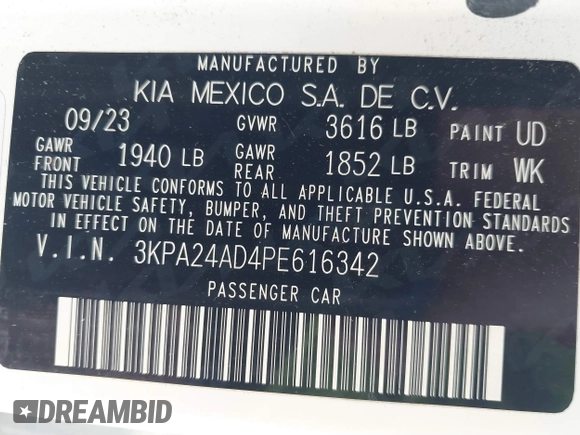 MANUFACTURED BY
KIA MEXICO S.A. DE C.V.
09/23 GVWR 3616 LB PAINT UD
GAWR FRONT 1940 LB GAWR REAR 1852 LB TRIM WK
THIS VEHICLE CONFORMS TO ALL APPLICABLE U.S.A. FEDERAL
MOTOR VEHICLE SAFETY, BUMPER, AND THEFT PREVENTION STANDARDS
IN EFFECT ON THE DATE OF MANUFACTURE SHOWN ABOVE.
V.I.N. 3KPA24AD4PE616342
PASSENGER CAR
DREAMBID